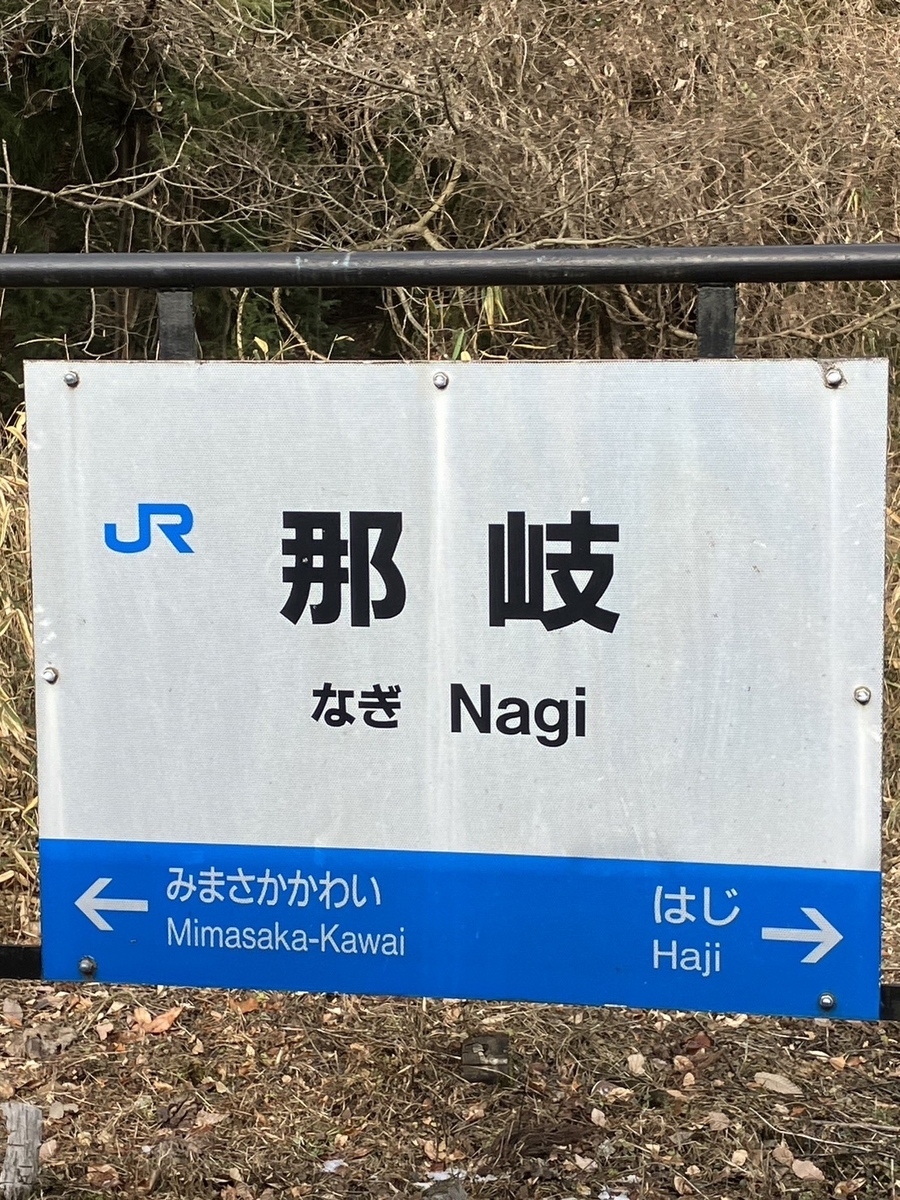 JR
那岐
なぎ Nagi
← みまさかかわい
Mimasaka-Kawai
はじ →
Haji